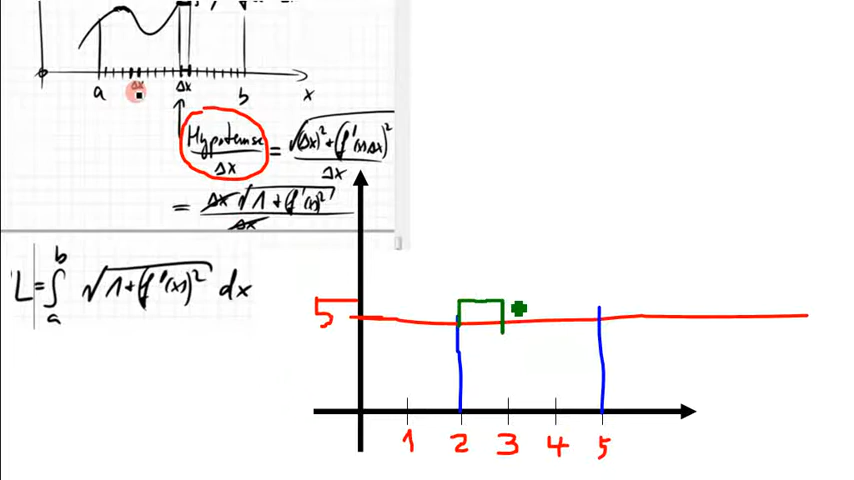 Δx Δx
a b x
Hypotenuse/Δx = √((Δx)² + (f'(x)Δx)²)/Δx
= Δx √(1 + (f'(x))²)/Δx
L = ∫ₐᵇ √(1 + (f'(x))²) dx
5
1 2 3 4 5